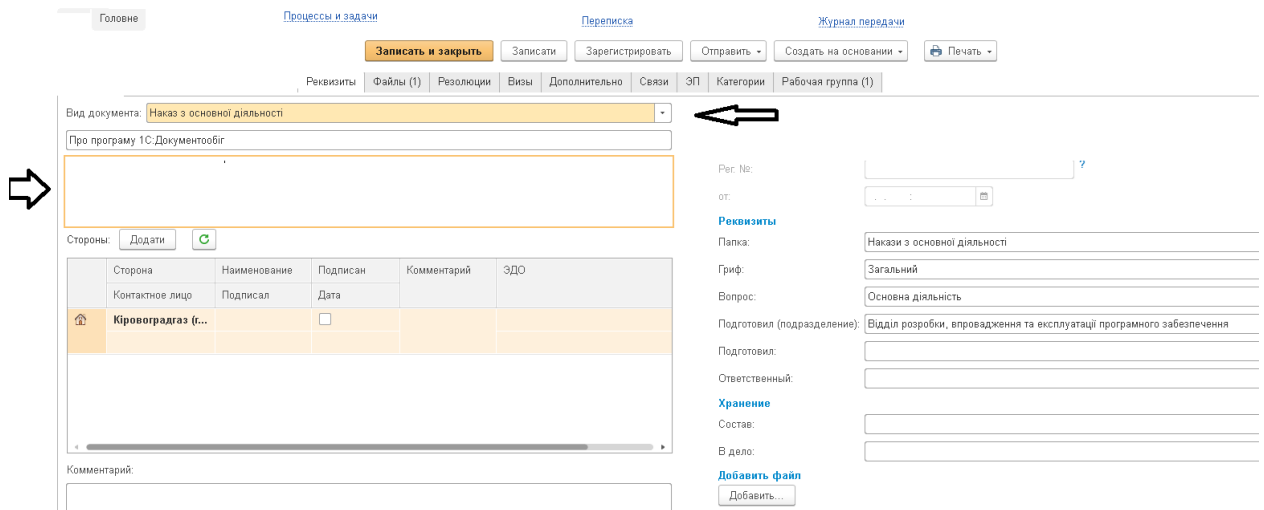 Головне Процессы и задачи Переписка Журнал передачи
Записать и закрыть Записати Зарегистрировать Отправить Создать на основании Печать
Реквизиты Файлы (1) Резолюции Визы Дополнительно Связи ЭП Категории Рабочая группа (1)
Вид документа: Наказ з основної діяльності
Про програму 1С:Документообіг
Рег. №: ?
от: . . :
Реквизиты
Стороны: Додати
Папка: Накази з основної діяльності
Сторона Наименование Подписан Комментарий ЭДО
Гриф: Загальний
Контактное лицо Подписал Дата
Вопрос: Основна діяльність
Кіровоградгаз (г...
Подготовил (подразделение): Відділ розробки, впровадження та експлуатації програмного забезпечення
Подготовил:
Ответственный:
Хранение
Состав:
В дело:
Комментарий:
Добавить файл
Добавить...